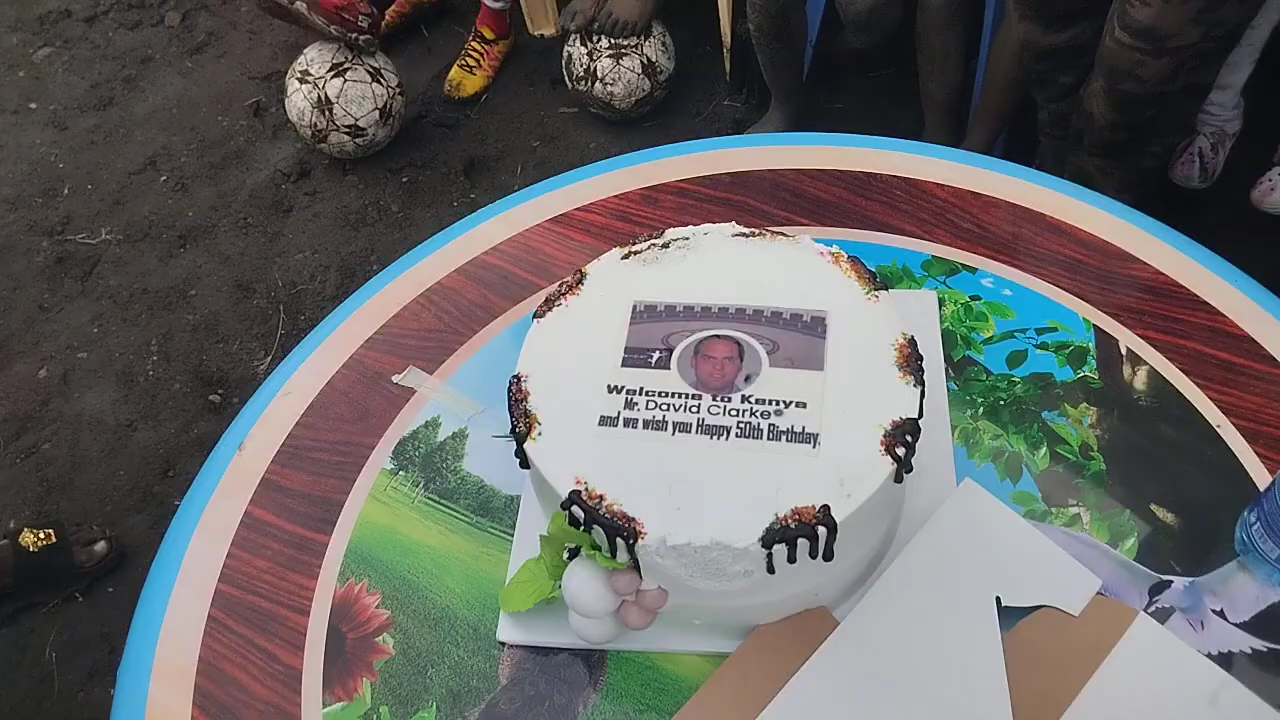 Welcome to Kenya
Mr. David Clarke
and we wish you Happy 50th Birthday.